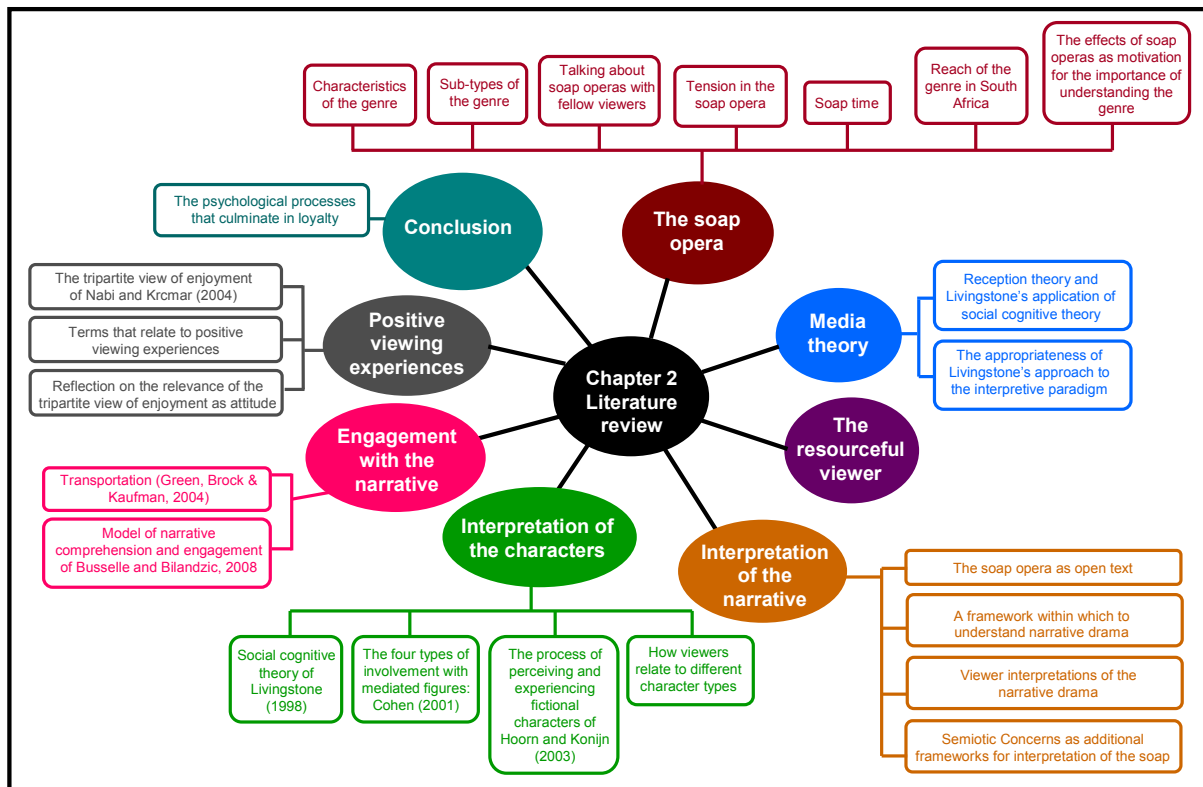 Characteristics
of the genre
Sub-types of
the genre
Talking about
soap operas with
fellow viewers
Tension in the
soap opera
Soap time
Reach of the
genre in South
Africa
The effects of soap
operas as motivation
for the importance of
understanding the
genre
The soap
opera
Media
theory
Reception theory and
Livingstone's application of
social cognitive theory
The appropriateness of
Livingstone's approach to
the interpretive paradigm
The
resourceful
viewer
Interpretation
of the
narrative
The soap opera as open text
A framework within which to
understand narrative drama
Viewer interpretations of the
narrative drama
Semiotic Concerns as additional
frameworks for interpretation of the soap
Interpretation of
the characters
Social cognitive
theory of
Livingstone
(1998)
The four types of
involvement with
mediated figures:
Cohen (2001)
The process of
perceiving and
experiencing
fictional
characters of
Hoorn and Konijn
(2003)
How viewers
relate to different
character types
Engagement
with the
narrative
Transportation (Green, Brock &
Kaufman, 2004)
Model of narrative
comprehension and engagement
of Busselle and Bilandzic, 2008
Positive
viewing
experiences
The tripartite view of enjoyment
of Nabi and Krcmar (2004)
Terms that relate to positive
viewing experiences
Reflection on the relevance of the
tripartite view of enjoyment as attitude
Conclusion
The psychological processes
that culminate in loyalty
Chapter 2
Literature
review